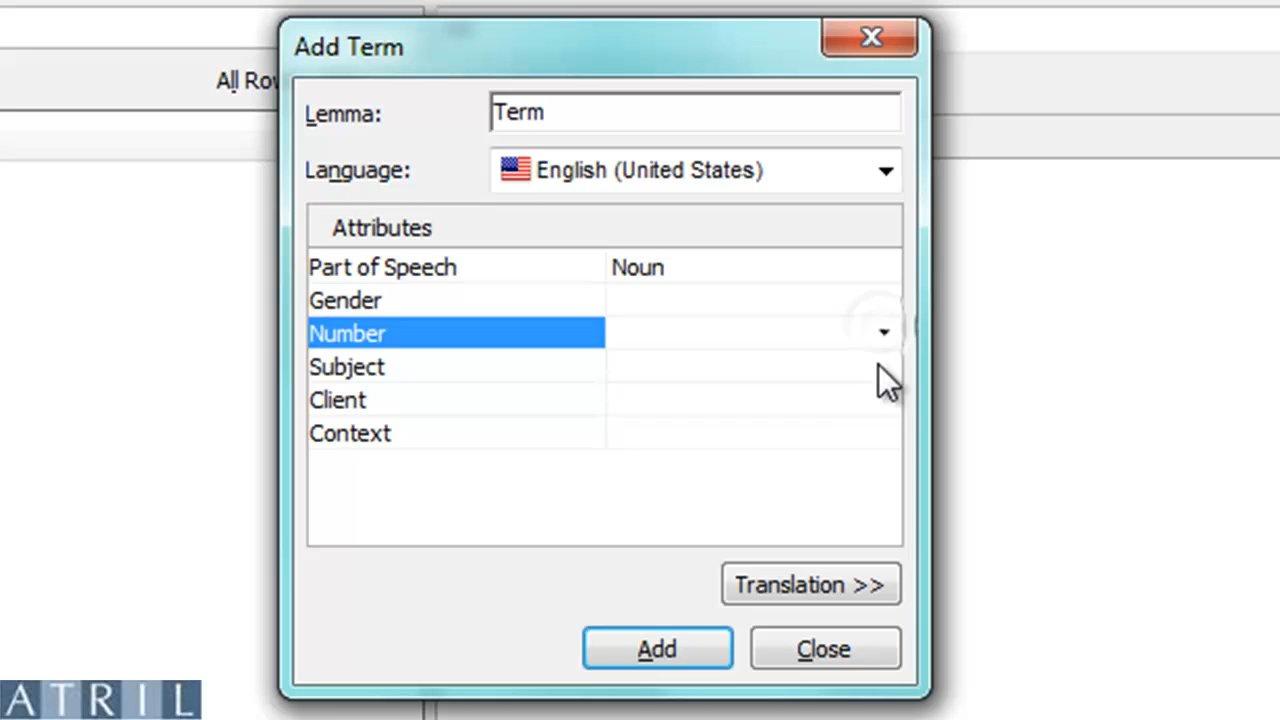 Add Term
All Ro
Lemma: Term
Language: English (United States)
Attributes
Part of Speech Noun
Gender
Number
Subject
Client
Context
Translation >>
Add Close
ATRIL